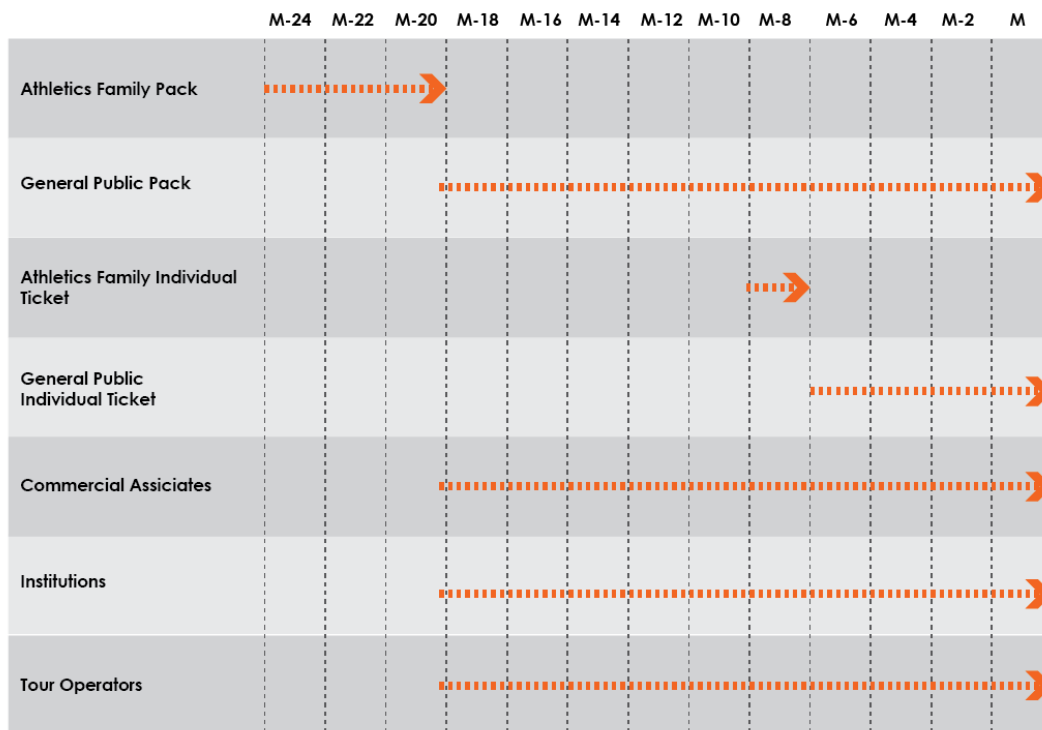 M-24 M-22 M-20 M-18 M-16 M-14 M-12 M-10 M-8 M-6 M-4 M-2 M
Athletics Family Pack
General Public Pack
Athletics Family Individual
Ticket
General Public
Individual Ticket
Commercial Assiciates
Institutions
Tour Operators